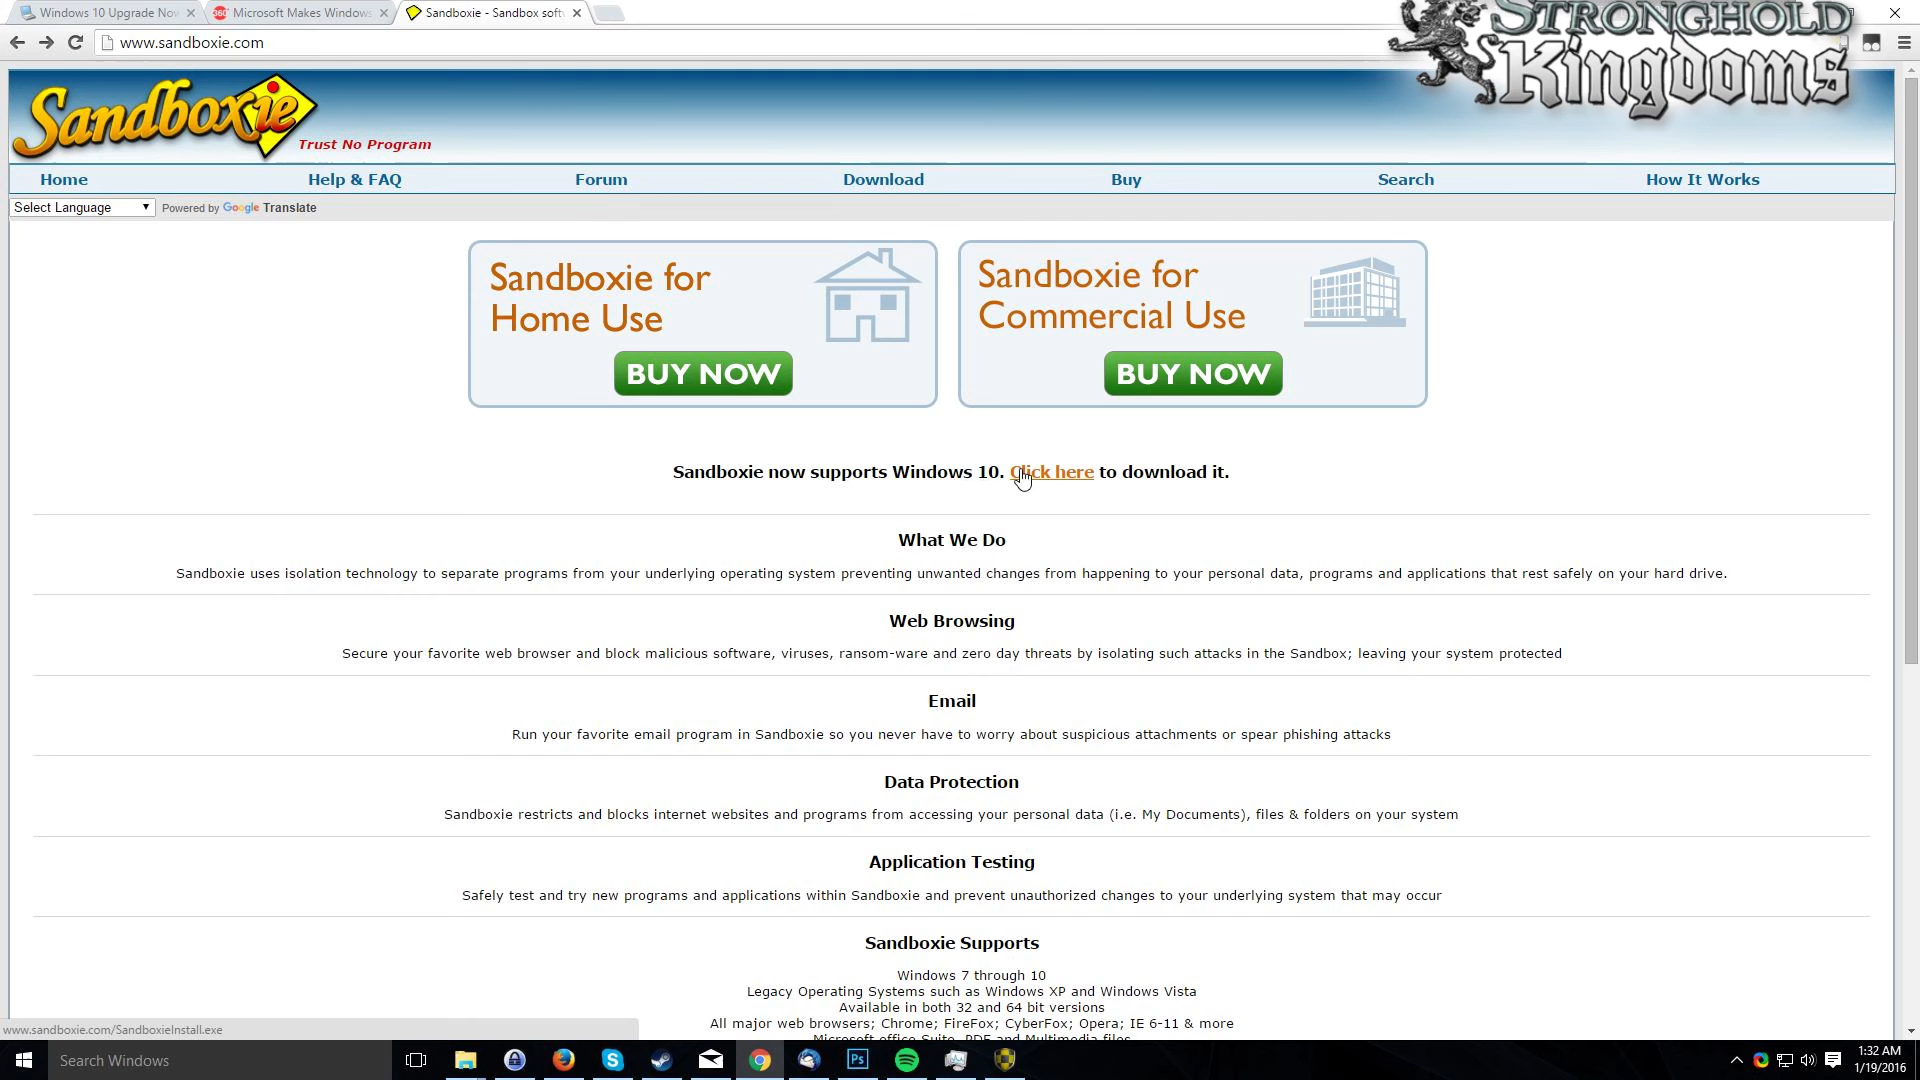 Windows 10 Upgrade Now
Microsoft Makes Windows
Sandboxie - Sandbox soft
www.sandboxie.com
STRONGHOLD
Kingdoms
Sandboxie
Trust No Program
Home
Help & FAQ
Forum
Download
Buy
Search
How It Works
Select Language
Powered by Google Translate
Sandboxie for
Home Use
BUY NOW
Sandboxie for
Commercial Use
BUY NOW
Sandboxie now supports Windows 10. Click here to download it.
What We Do
Sandboxie uses isolation technology to separate programs from your underlying operating system preventing unwanted changes from happening to your personal data, programs and applications that rest safely on your hard drive.
Web Browsing
Secure your favorite web browser and block malicious software, viruses, ransom-ware and zero day threats by isolating such attacks in the Sandbox; leaving your system protected
Email
Run your favorite email program in Sandboxie so you never have to worry about suspicious attachments or spear phishing attacks
Data Protection
Sandboxie restricts and blocks internet websites and programs from accessing your personal data (i.e. My Documents), files & folders on your system
Application Testing
Safely test and try new programs and applications within Sandboxie and prevent unauthorized changes to your underlying system that may occur
Sandboxie Supports
Windows 7 through 10
Legacy Operating Systems such as Windows XP and Windows Vista
Available in both 32 and 64 bit versions
All major web browsers; Chrome; FireFox; CyberFox; Opera; IE 6-11 & more
Microsoft office Suite, PDF and Multimedia files
www.sandboxie.com/SandboxieInstall.exe
Search Windows
Ps
1:32 AM
1/19/2016